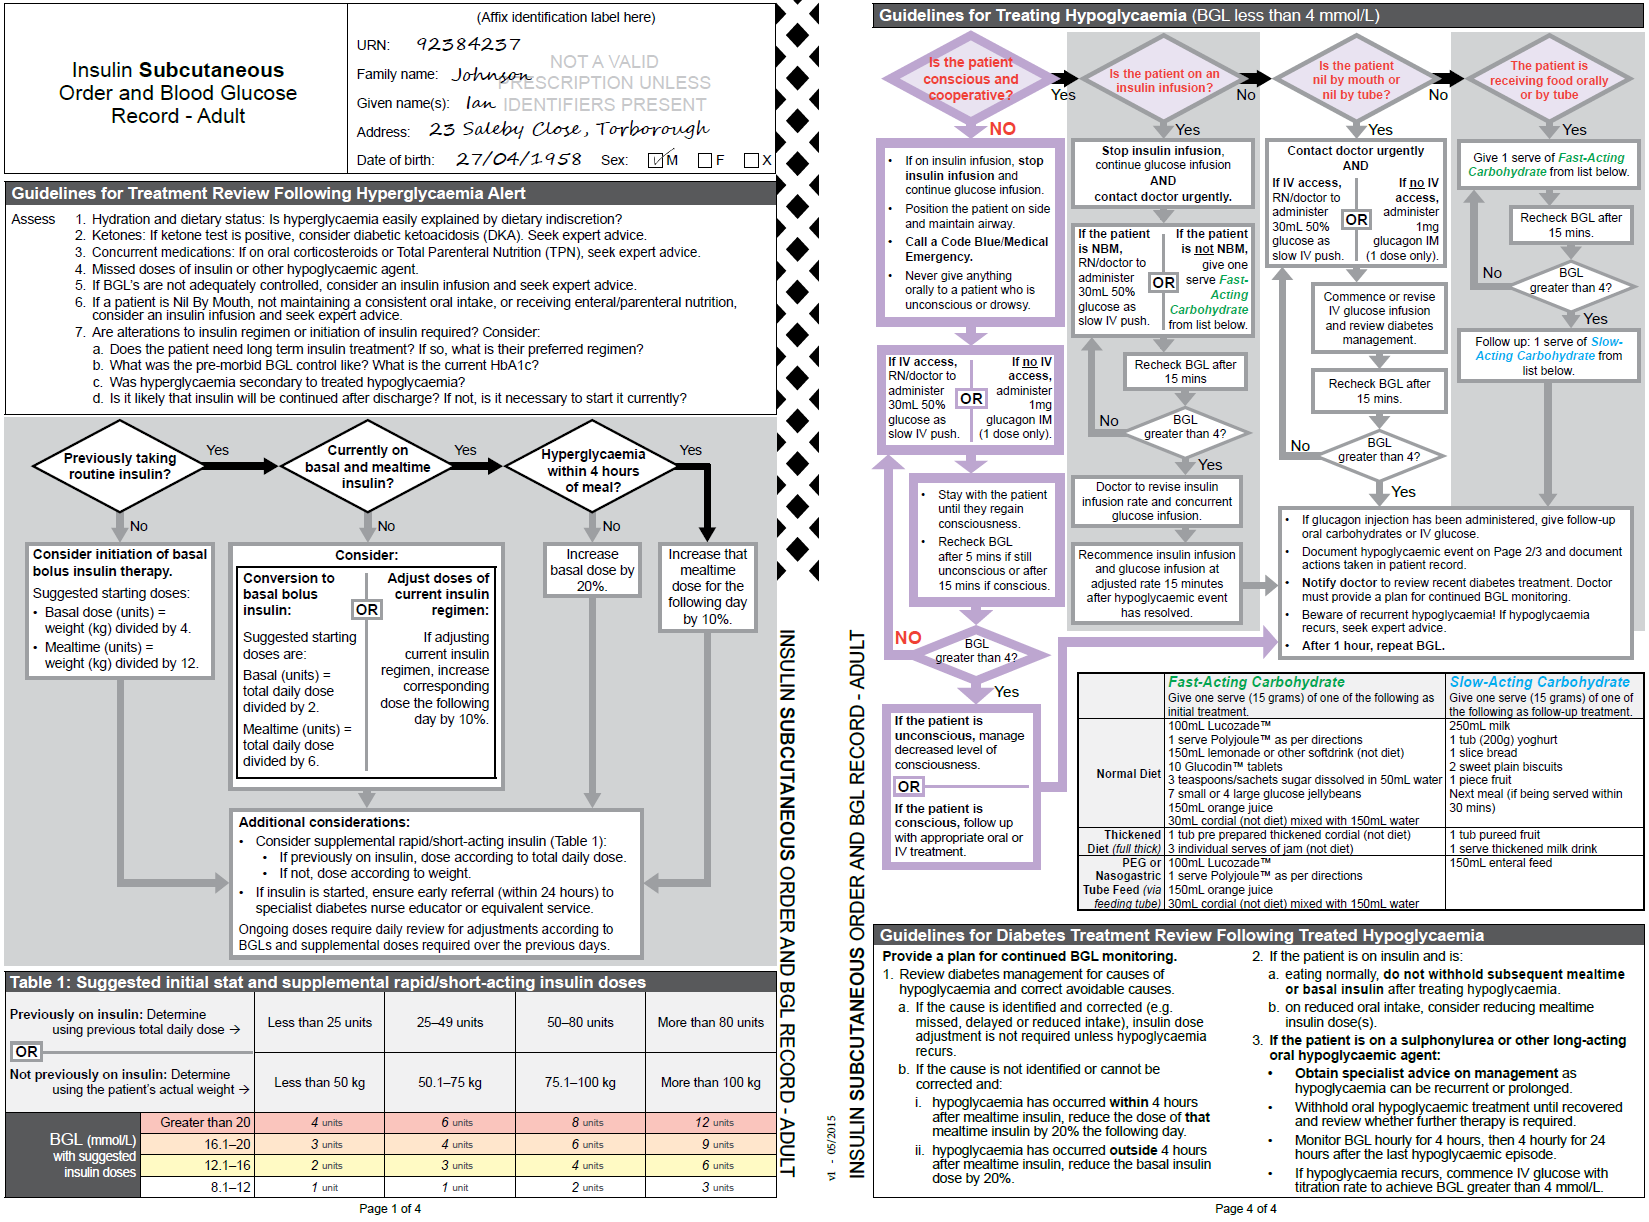 Insulin Subcutaneous
Order and Blood Glucose
Record - Adult
(Affix identification label here)
URN: 92384237
NOT A VALID
PRESCRIPTION UNLESS
IDENTIFIERS PRESENT
Family name: Johnson
Given name(s): Ian
Address: 23 Saleby Close, Torborough
Date of birth: 27/04/1958 Sex: M F X
Guidelines for Treatment Review Following Hyperglycaemia Alert
Assess 1. Hydration and dietary status: Is hyperglycaemia easily explained by dietary indiscretion?
2. Ketones: If ketone test is positive, consider diabetic ketoacidosis (DKA). Seek expert advice.
3. Concurrent medications: If on oral corticosteroids or Total Parenteral Nutrition (TPN), seek expert advice.
4. Missed doses of insulin or other hypoglycaemic agent.
5. If BGL's are not adequately controlled, consider an insulin infusion and seek expert advice.
6. If a patient is Nil By Mouth, not maintaining a consistent oral intake, or receiving enteral/parenteral nutrition,
consider an insulin infusion and seek expert advice.
7. Are alterations to insulin regimen or initiation of insulin required? Consider:
a. Does the patient need long term insulin treatment? If so, what is their preferred regimen?
b. What was the pre-morbid BGL control like? What is the current HbA1c?
c. Was hyperglycaemia secondary to treated hypoglycaemia?
d. Is it likely that insulin will be continued after discharge? If not, is it necessary to start it currently?
Previously taking
routine insulin?
Yes
No
Currently on
basal and mealtime
insulin?
Yes
No
Hyperglycaemia
within 4 hours
of meal?
Yes
No
Consider initiation of basal
bolus insulin therapy.
Suggested starting doses:
• Basal dose (units) =
weight (kg) divided by 4.
• Mealtime (units) =
weight (kg) divided by 12.
Consider:
Conversion to
basal bolus
insulin:
Suggested starting
doses are:
Basal (units) =
total daily dose
divided by 2.
Mealtime (units) =
total daily dose
divided by 6.
OR
Adjust doses of
current insulin
regimen:
If adjusting
current insulin
regimen, increase
corresponding
dose the following
day by 10%.
Increase
basal dose by
20%.
Increase that
mealtime
dose for the
following day
by 10%.
Additional considerations:
• Consider supplemental rapid/short-acting insulin (Table 1):
• If previously on insulin, dose according to total daily dose.
• If not, dose according to weight.
• If insulin is started, ensure early referral (within 24 hours) to
specialist diabetes nurse educator or equivalent service.
Ongoing doses require daily review for adjustments according to
BGLs and supplemental doses required over the previous days.
Table 1: Suggested initial stat and supplemental rapid/short-acting insulin doses
Previously on insulin: Determine
using previous total daily dose →
Less than 25 units 25–49 units 50–80 units More than 80 units
OR
Not previously on insulin: Determine
using the patient's actual weight →
Less than 50 kg 50.1–75 kg 75.1–100 kg More than 100 kg
BGL (mmol/L)
with suggested
insulin doses
Greater than 20 4 units 6 units 8 units 12 units
16.1–20 3 units 4 units 6 units 9 units
12.1–16 2 units 3 units 4 units 6 units
8.1–12 1 unit 1 unit 2 units 3 units
Page 1 of 4
INSULIN SUBCUTANEOUS ORDER AND BGL RECORD - ADULT
INSULIN SUBCUTANEOUS ORDER AND BGL RECORD - ADULT
v1 - 05/2015
Guidelines for Treating Hypoglycaemia (BGL less than 4 mmol/L)
Is the patient
conscious and
cooperative?
Yes
NO
Is the patient on an
insulin infusion?
No
Yes
Is the patient
nil by mouth or
nil by tube?
No
Yes
The patient is
receiving food orally
or by tube
Yes
• If on insulin infusion, stop
insulin infusion and
continue glucose infusion.
• Position the patient on side
and maintain airway.
• Call a Code Blue/Medical
Emergency.
• Never give anything
orally to a patient who is
unconscious or drowsy.
If IV access,
RN/doctor to
administer
30mL 50%
glucose as
slow IV push.
OR
If no IV
access,
administer
1mg
glucagon IM
(1 dose only).
• Stay with the patient
until they regain
consciousness.
• Recheck BGL
after 5 mins if still
unconscious or after
15 mins if conscious.
NO
BGL
greater than 4?
Yes
If the patient is
unconscious, manage
decreased level of
consciousness.
OR
If the patient is
conscious, follow up
with appropriate oral or
IV treatment.
Stop insulin infusion,
continue glucose infusion
AND
contact doctor urgently.
If the patient
is NBM,
RN/doctor to
administer
30mL 50%
glucose as
slow IV push.
OR
If the patient
is not NBM,
give one
serve Fast-
Acting
Carbohydrate
from list below.
Recheck BGL after
15 mins
No
BGL
greater than 4?
Yes
Doctor to revise insulin
infusion rate and concurrent
glucose infusion.
Recommence insulin infusion
and glucose infusion at
adjusted rate 15 minutes
after hypoglycaemic event
has resolved.
Contact doctor urgently
AND
If IV access,
RN/doctor to
administer
30mL 50%
glucose as
slow IV push.
OR
If no IV
access,
administer
1mg
glucagon IM
(1 dose only).
Commence or revise
IV glucose infusion
and review diabetes
management.
Recheck BGL after
15 mins.
No
BGL
greater than 4?
Yes
Give 1 serve of Fast-Acting
Carbohydrate from list below.
Recheck BGL after
15 mins.
No
BGL
greater than 4?
Yes
Follow up: 1 serve of Slow-
Acting Carbohydrate from
list below.
• If glucagon injection has been administered, give follow-up
oral carbohydrates or IV glucose.
• Document hypoglycaemic event on Page 2/3 and document
actions taken in patient record.
• Notify doctor to review recent diabetes treatment. Doctor
must provide a plan for continued BGL monitoring.
• Beware of recurrent hypoglycaemia! If hypoglycaemia
recurs, seek expert advice.
• After 1 hour, repeat BGL.
Fast-Acting Carbohydrate
Give one serve (15 grams) of one of the following as
initial treatment.
Slow-Acting Carbohydrate
Give one serve (15 grams) of one of
the following as follow-up treatment.
Normal Diet
100mL Lucozade™
1 serve Polyjoule™ as per directions
150mL lemonade or other softdrink (not diet)
10 Glucodin™ tablets
3 teaspoons/sachets sugar dissolved in 50mL water
7 small or 4 large glucose jellybeans
150mL orange juice
30mL cordial (not diet) mixed with 150mL water
250mL milk
1 tub (200g) yoghurt
1 slice bread
2 sweet plain biscuits
1 piece fruit
Next meal (if being served within
30 mins)
Thickened
Diet (full thick)
1 tub pre prepared thickened cordial (not diet)
3 individual serves of jam (not diet)
1 tub pureed fruit
1 serve thickened milk drink
PEG or
Nasogastric
Tube Feed (via
feeding tube)
100mL Lucozade™
1 serve Polyjoule™ as per directions
150mL orange juice
30mL cordial (not diet) mixed with 150mL water
150mL enteral feed
Guidelines for Diabetes Treatment Review Following Treated Hypoglycaemia
Provide a plan for continued BGL monitoring.
1. Review diabetes management for causes of
hypoglycaemia and correct avoidable causes.
a. If the cause is identified and corrected (e.g.
missed, delayed or reduced intake), insulin dose
adjustment is not required unless hypoglycaemia
recurs.
b. If the cause is not identified or cannot be
corrected and:
i. hypoglycaemia has occurred within 4 hours
after mealtime insulin, reduce the dose of that
mealtime insulin by 20% the following day.
ii. hypoglycaemia has occurred outside 4 hours
after mealtime insulin, reduce the basal insulin
dose by 20%.
2. If the patient is on insulin and is:
a. eating normally, do not withhold subsequent mealtime
or basal insulin after treating hypoglycaemia.
b. on reduced oral intake, consider reducing mealtime
insulin dose(s).
3. If the patient is on a sulphonylurea or other long-acting
oral hypoglycaemic agent:
• Obtain specialist advice on management as
hypoglycaemia can be recurrent or prolonged.
• Withhold oral hypoglycaemic treatment until recovered
and review whether further therapy is required.
• Monitor BGL hourly for 4 hours, then 4 hourly for 24
hours after the last hypoglycaemic episode.
• If hypoglycaemia recurs, commence IV glucose with
titration rate to achieve BGL greater than 4 mmol/L.
Page 4 of 4